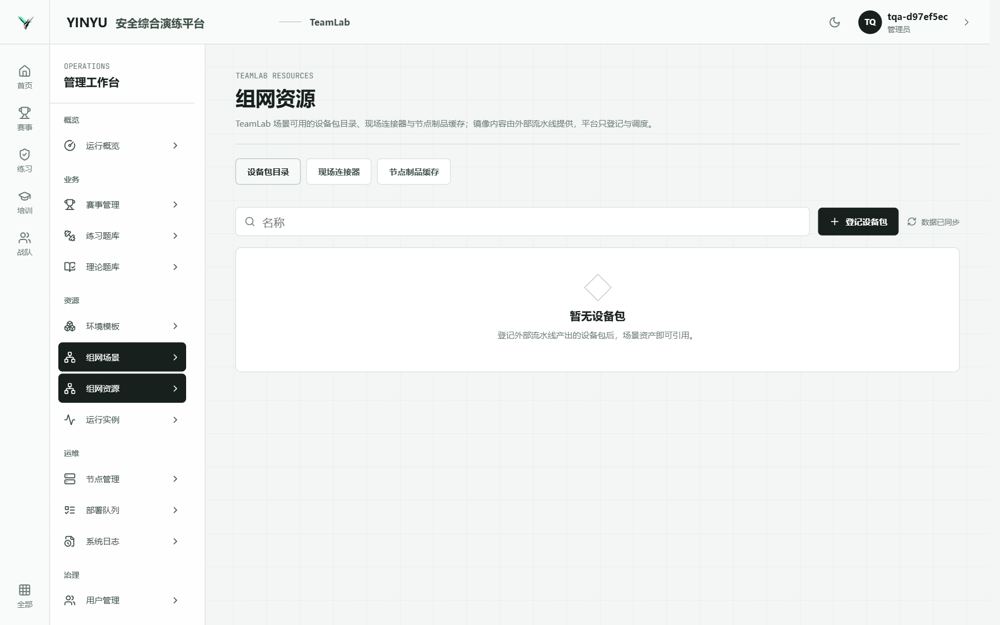 YINYU 安全综合演练平台
TeamLab
TQ
tqa-d97ef5ec
管理员
首页
赛事
练习
培训
战队
全部
OPERATIONS
管理工作台
概览
运行概览
业务
赛事管理
练习题库
理论题库
资源
环境模板
组网场景
组网资源
运行实例
运维
节点管理
部署队列
系统日志
治理
用户管理
TEAMLAB RESOURCES
组网资源
TeamLab 场景可用的设备包目录、现场连接器与节点制品缓存；镜像内容由外部流水线提供，平台只登记与调度。
设备包目录
现场连接器
节点制品缓存
名称
登记设备包
数据已同步
暂无设备包
登记外部流水线产出的设备包后，场景资产即可引用。